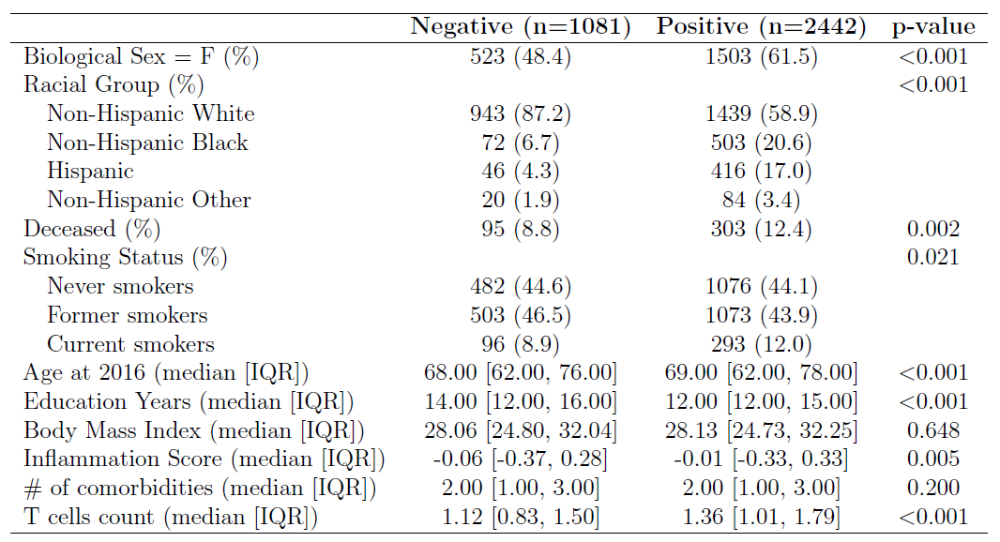 Negative (n=1081) Positive (n=2442) p-value
Biological Sex = F (%) 523 (48.4) 1503 (61.5) <0.001
Racial Group (%) <0.001
Non-Hispanic White 943 (87.2) 1439 (58.9)
Non-Hispanic Black 72 (6.7) 503 (20.6)
Hispanic 46 (4.3) 416 (17.0)
Non-Hispanic Other 20 (1.9) 84 (3.4)
Deceased (%) 95 (8.8) 303 (12.4) 0.002
Smoking Status (%) 0.021
Never smokers 482 (44.6) 1076 (44.1)
Former smokers 503 (46.5) 1073 (43.9)
Current smokers 96 (8.9) 293 (12.0)
Age at 2016 (median [IQR]) 68.00 [62.00, 76.00] 69.00 [62.00, 78.00] <0.001
Education Years (median [IQR]) 14.00 [12.00, 16.00] 12.00 [12.00, 15.00] <0.001
Body Mass Index (median [IQR]) 28.06 [24.80, 32.04] 28.13 [24.73, 32.25] 0.648
Inflammation Score (median [IQR]) -0.06 [-0.37, 0.28] -0.01 [-0.33, 0.33] 0.005
# of comorbidities (median [IQR]) 2.00 [1.00, 3.00] 2.00 [1.00, 3.00] 0.200
T cells count (median [IQR]) 1.12 [0.83, 1.50] 1.36 [1.01, 1.79] <0.001